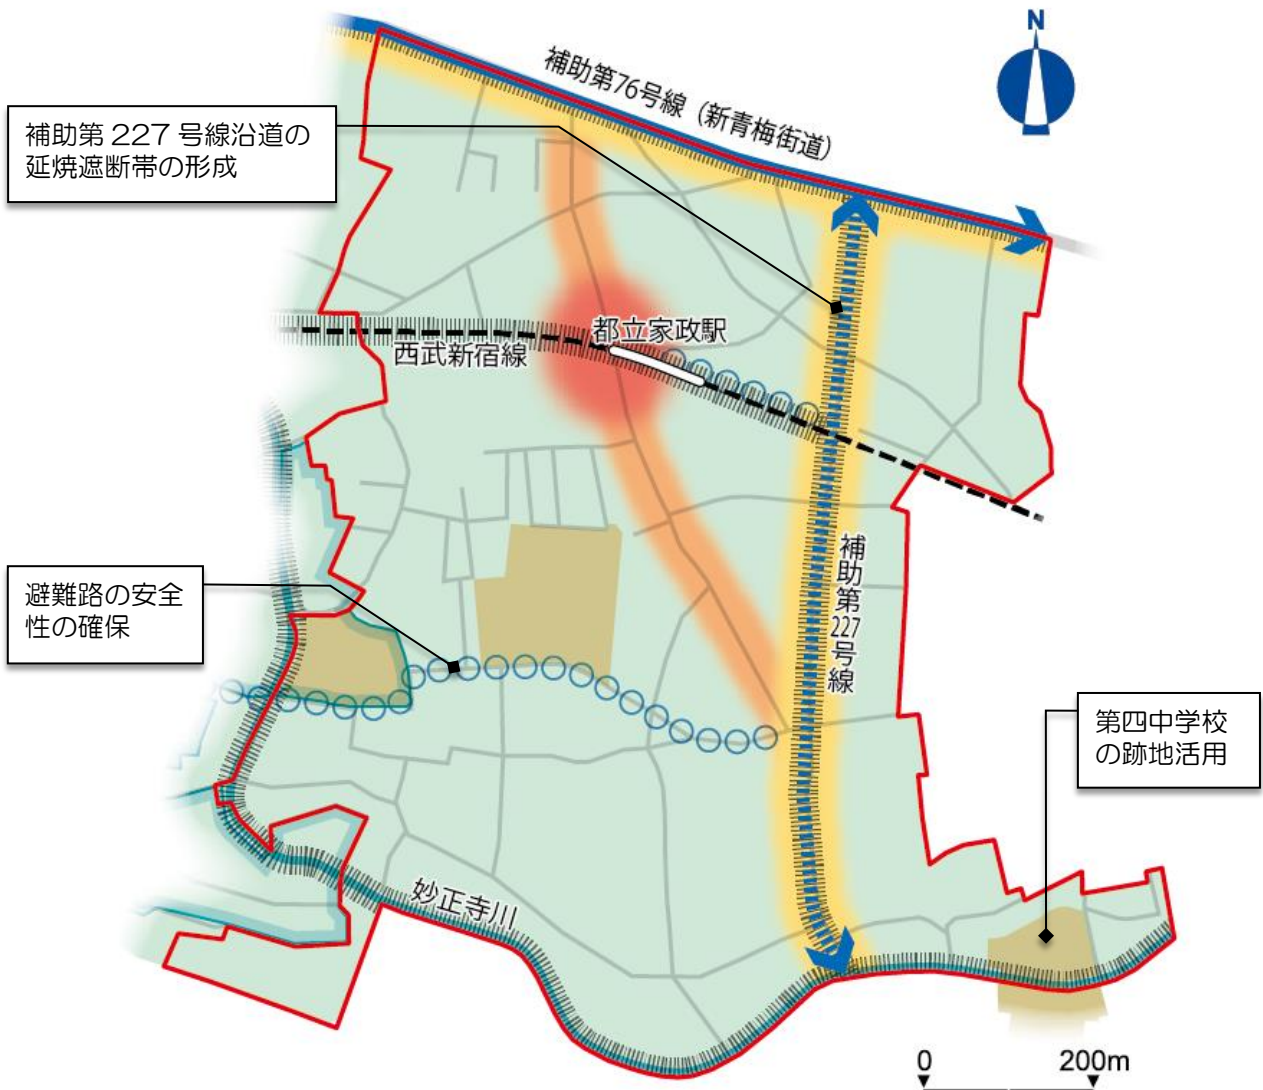 N
補助第76号線（新青梅街道）
補助第227号線沿道の
延焼遮断帯の形成
都立家政駅
西武新宿線
補助第227号線
避難路の安全
性の確保
第四中学校
の跡地活用
妙正寺川
0 200m